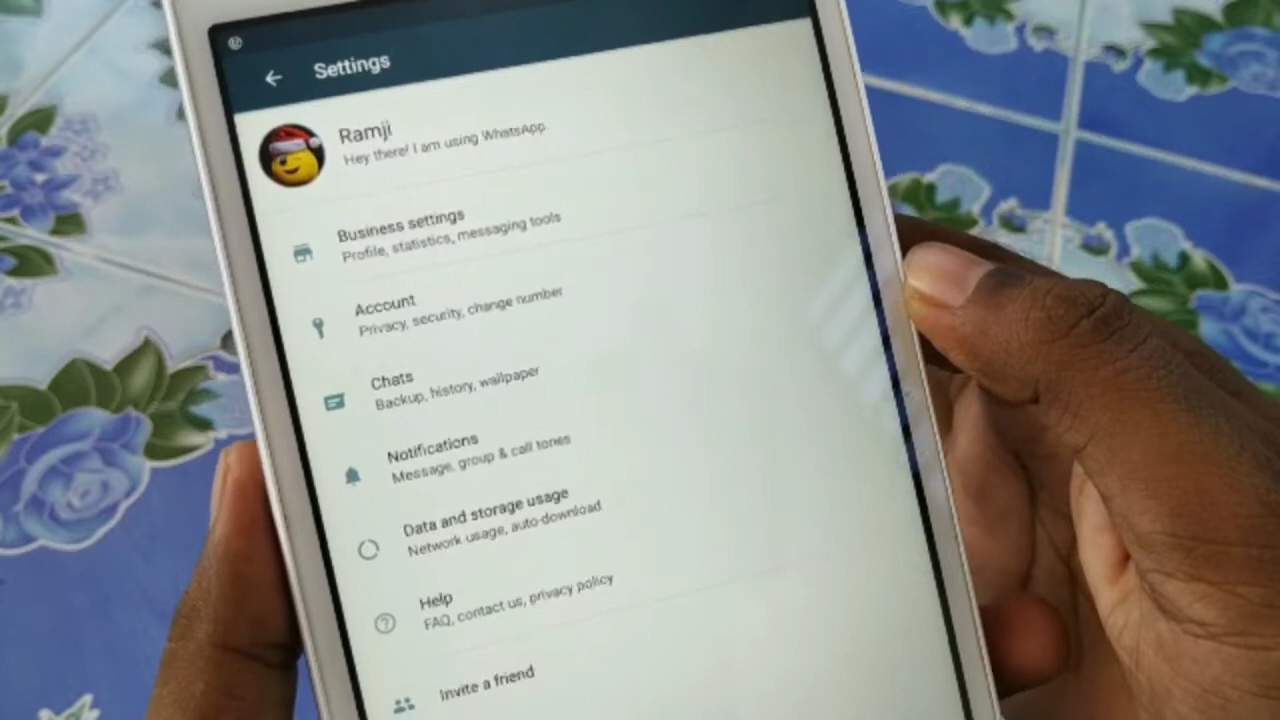 Settings
Ramji
Hey there! I am using WhatsApp.
Business settings
Profile, statistics, messaging tools
Account
Privacy, security, change number
Chats
Backup, history, wallpaper
Notifications
Message, group & call tones
Data and storage usage
Network usage, auto-download
Help
FAQ, contact us, privacy policy
Invite a friend